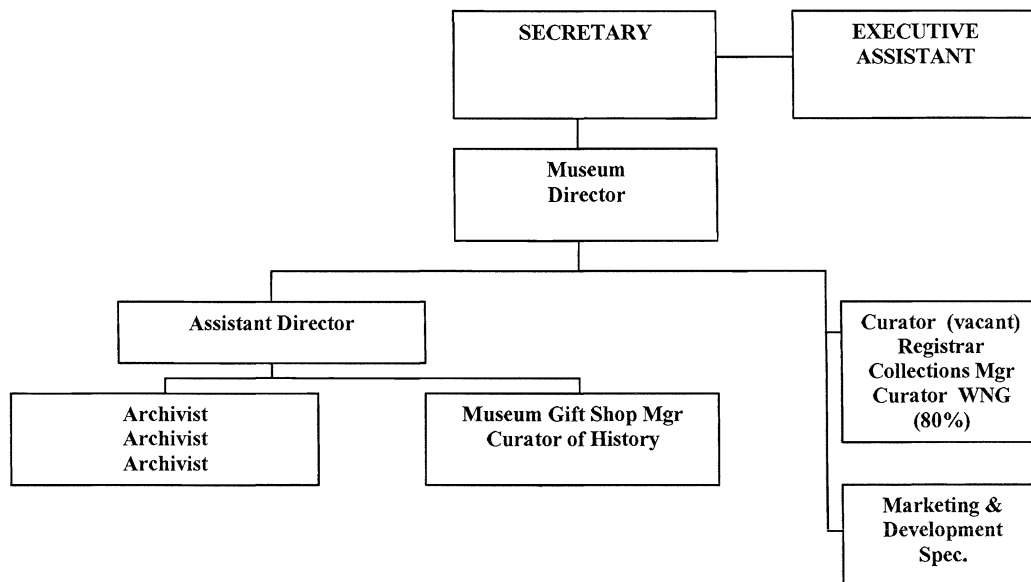 SECRETARY
EXECUTIVE
ASSISTANT
Museum
Director
Assistant Director
Curator (vacant)
Registrar
Collections Mgr
Curator WNG
(80%)
Archivist
Archivist
Archivist
Museum Gift Shop Mgr
Curator of History
Marketing &
Development
Spec.